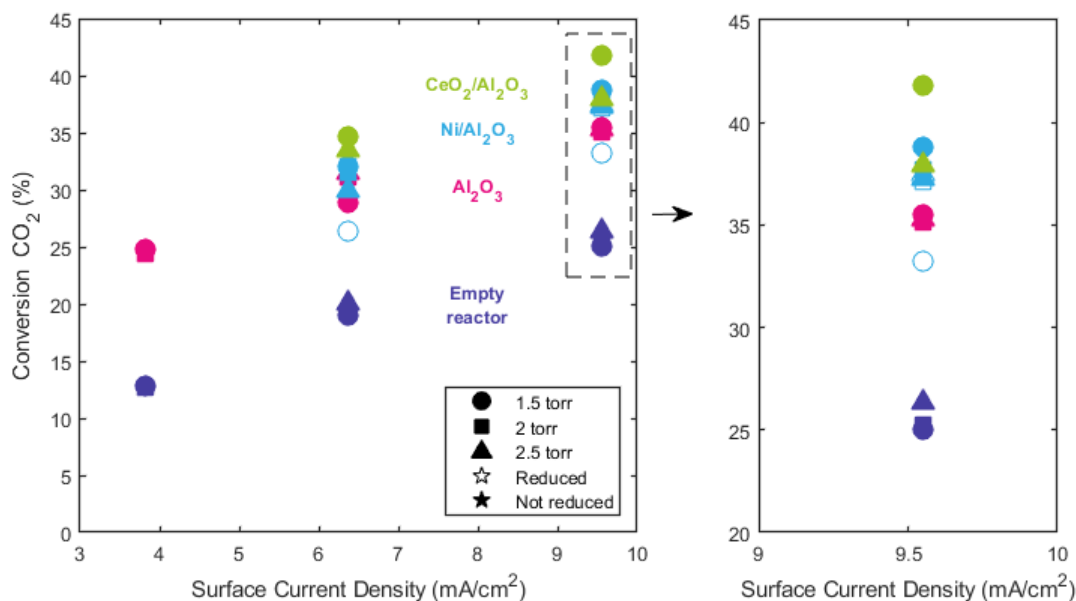 45
40
35
30
25
20
15
10
5
0
Conversion CO₂ (%)
3 4 5 6 7 8 9 10
Surface Current Density (mA/cm²)
CeO₂/Al₂O₃
Ni/Al₂O₃
Al₂O₃
Empty
reactor
1.5 torr
2 torr
2.5 torr
Reduced
Not reduced
45
40
35
30
25
20
9 9.5 10
Surface Current Density (mA/cm²)